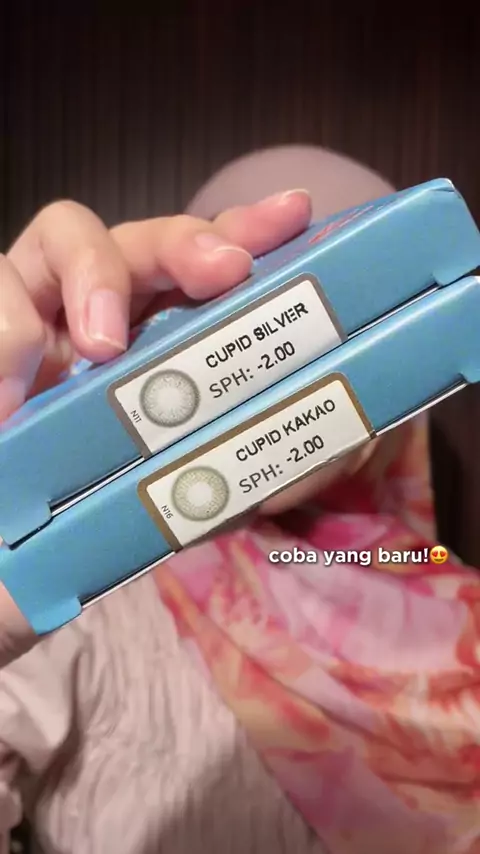 CUPID SILVER
SPH: -2.00
N11
CUPID KAKAO
SPH: -2.00
N16
coba yang baru!😍